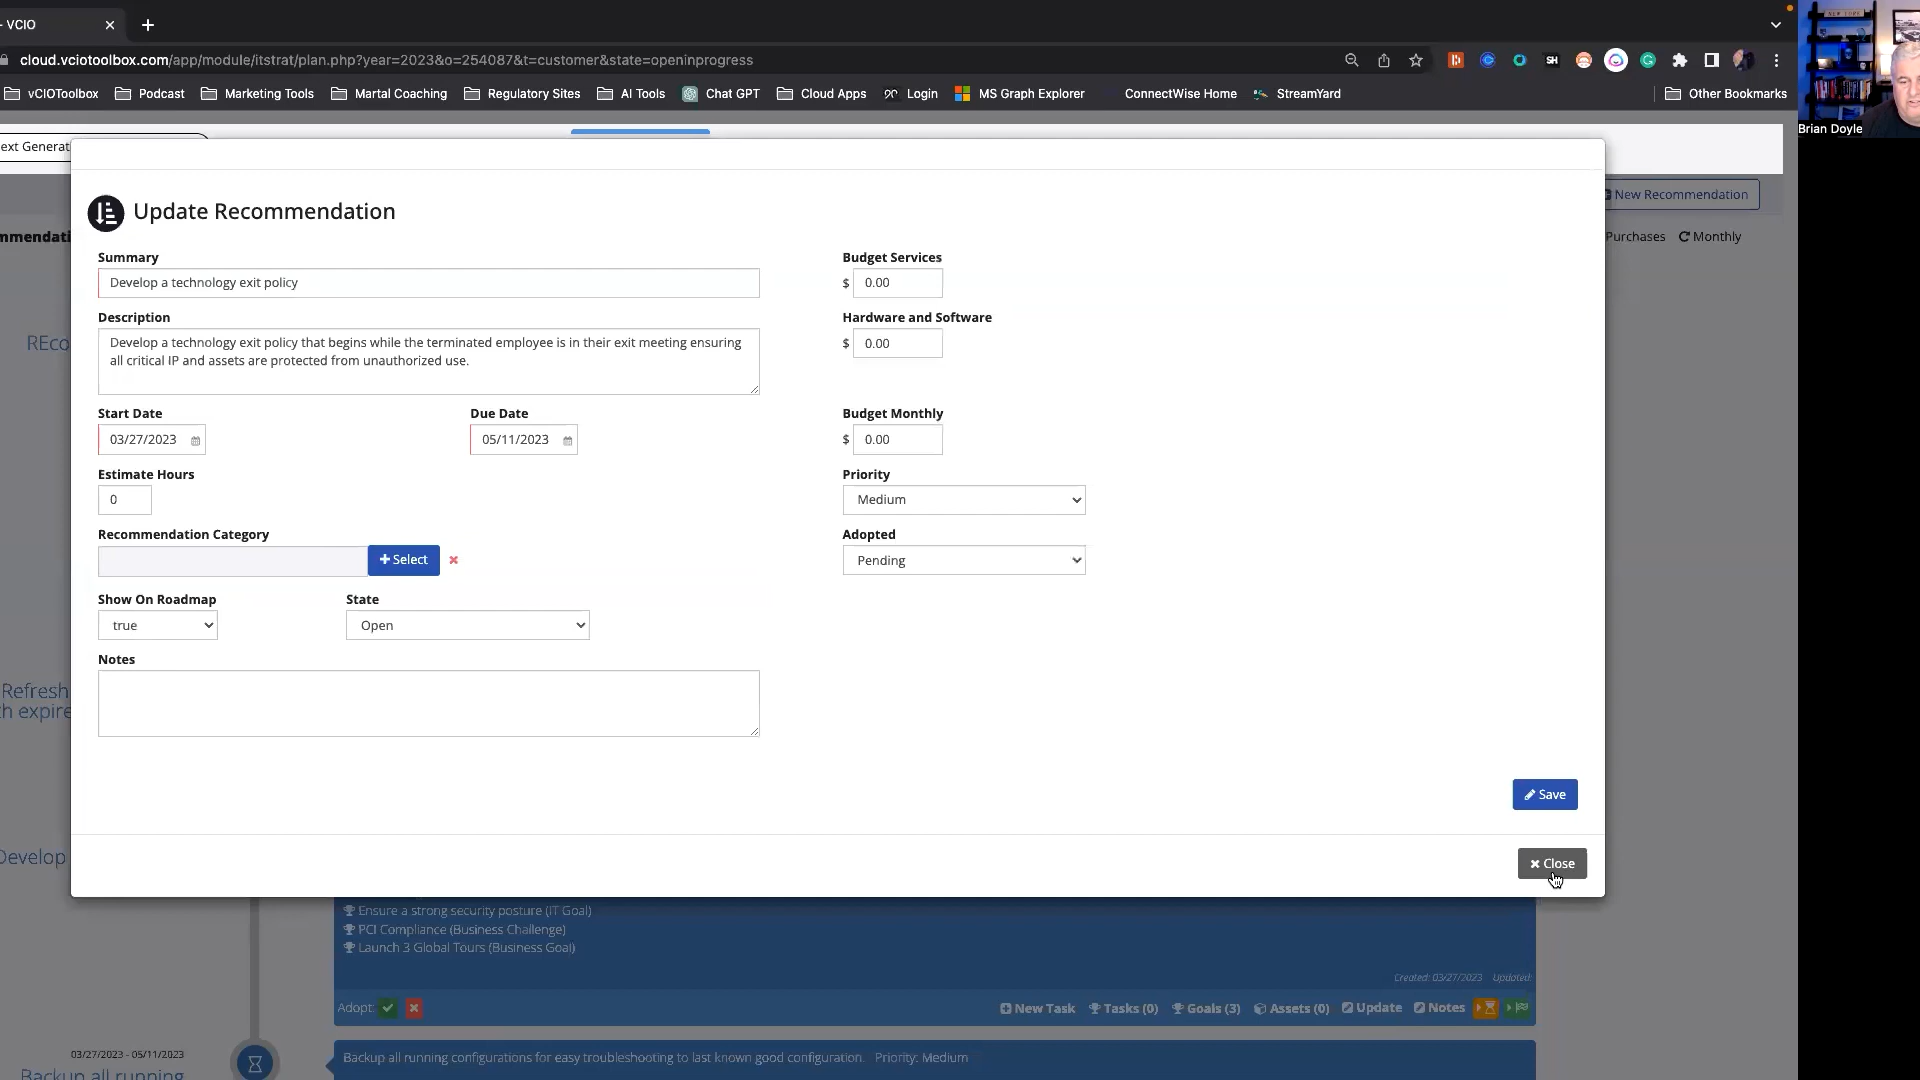 - VCIO
cloud.vciotoolbox.com/app/module/itstrat/plan.php?year=2023&o=254087&t=customer&state=openinprogress
vCIOToolbox Podcast Marketing Tools Martal Coaching Regulatory Sites AI Tools Chat GPT Cloud Apps Login MS Graph Explorer ConnectWise Home StreamYard Other Bookmarks
NEW YORK
Brian Doyle
ext Generat
New Recommendation
mmendati
Purchases Monthly
Update Recommendation
Summary
Develop a technology exit policy
Description
Develop a technology exit policy that begins while the terminated employee is in their exit meeting ensuring
all critical IP and assets are protected from unauthorized use.
Start Date Due Date
03/27/2023 05/11/2023
Estimate Hours
0
Recommendation Category
Select
Show On Roadmap State
true Open
Notes
Budget Services
$ 0.00
Hardware and Software
$ 0.00
Budget Monthly
$ 0.00
Priority
Medium
Adopted
Pending
Save
Close
REco
Refresh
h expire
Develop
Ensure a strong security posture (IT Goal)
PCI Compliance (Business Challenge)
Launch 3 Global Tours (Business Goal)
Created: 03/27/2023 Updated:
Adopt: New Task Tasks (0) Goals (3) Assets (0) Update Notes
03/27/2023 - 05/11/2023
Backup all running
Backup all running configurations for easy troubleshooting to last known good configuration Priority: Medium